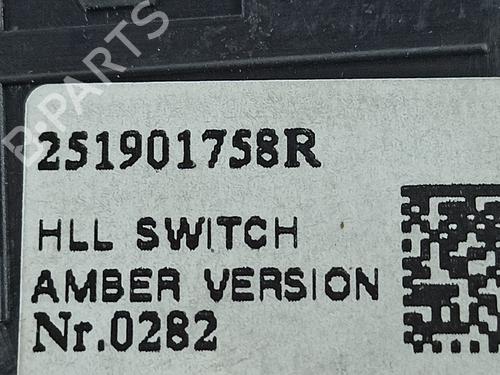 B-PARTS
251901758R
HLL SWITCH
AMBER VERSION
Nr.0282